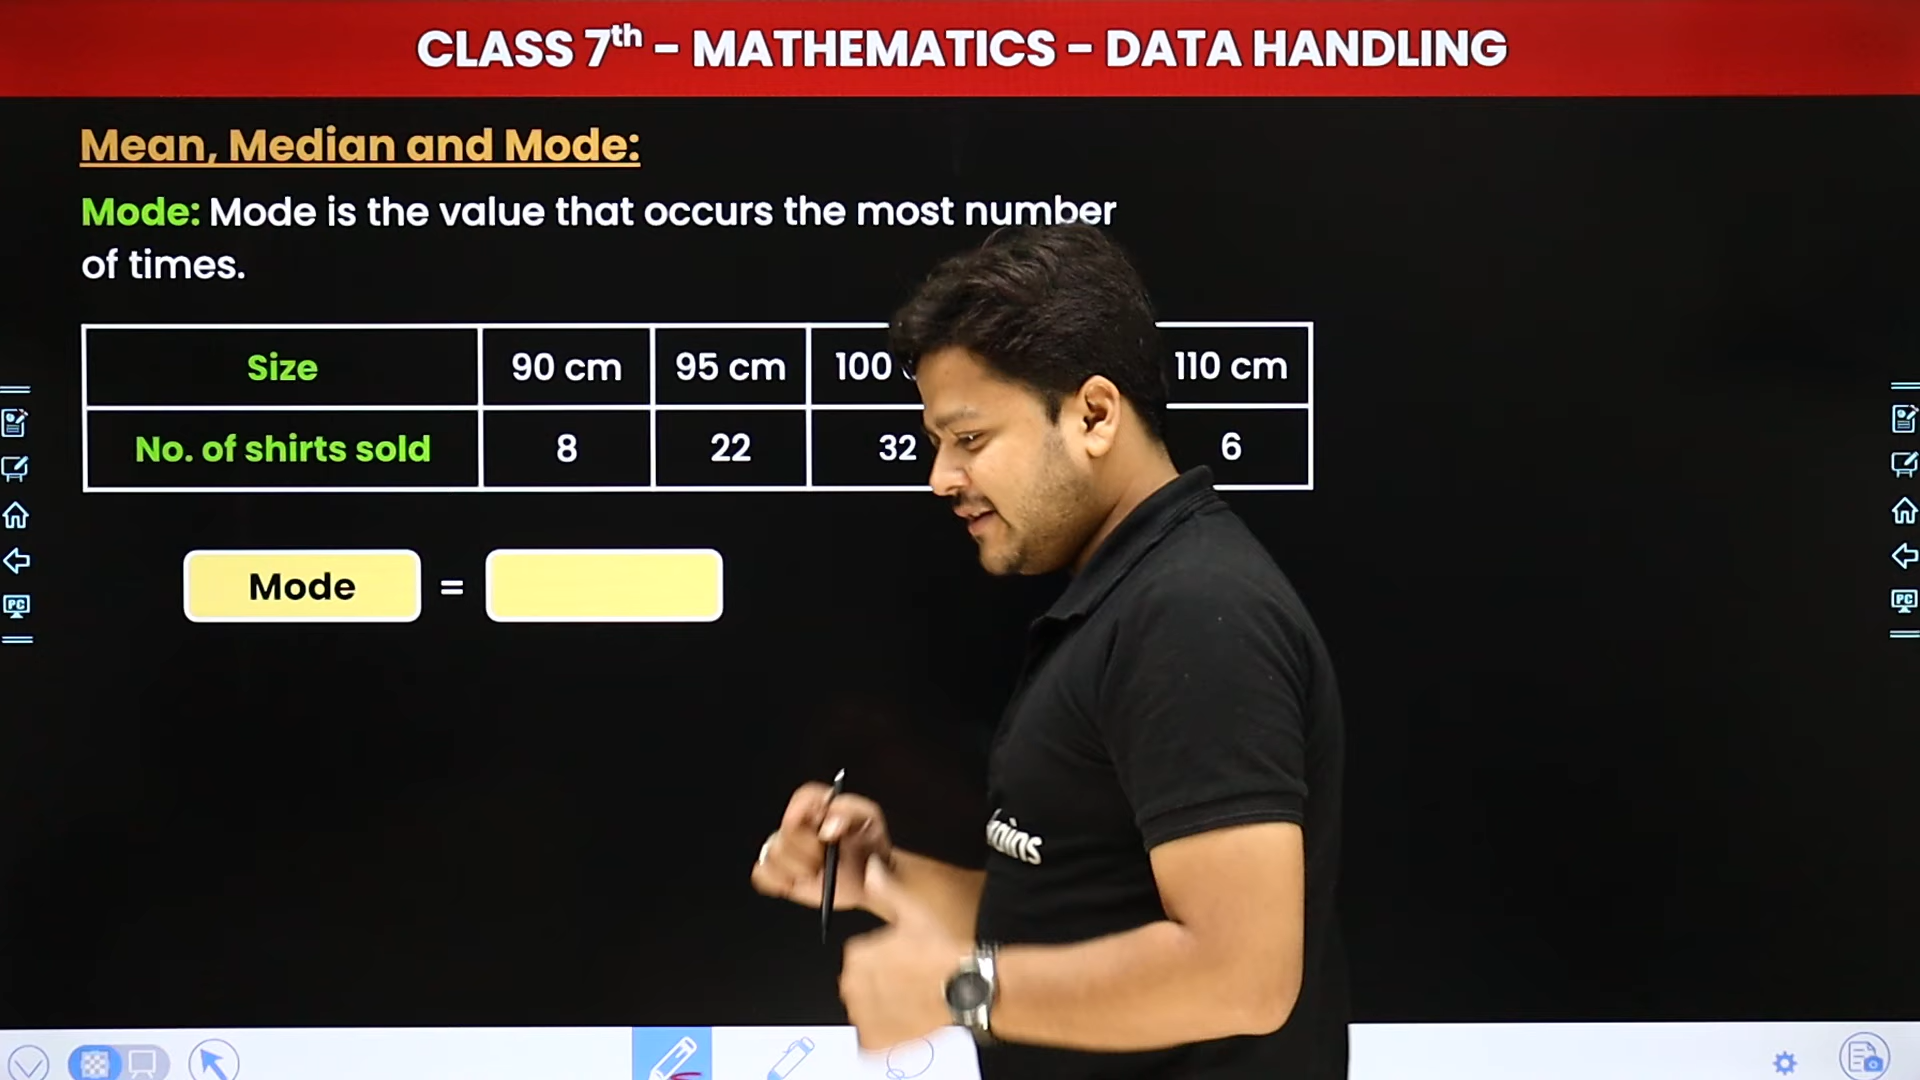 CLASS 7th - MATHEMATICS - DATA HANDLING
Mean, Median and Mode:
Mode: Mode is the value that occurs the most number
of times.
Size 90 cm 95 cm 100 110 cm
No. of shirts sold 8 22 32 6
Mode =
PC
PC